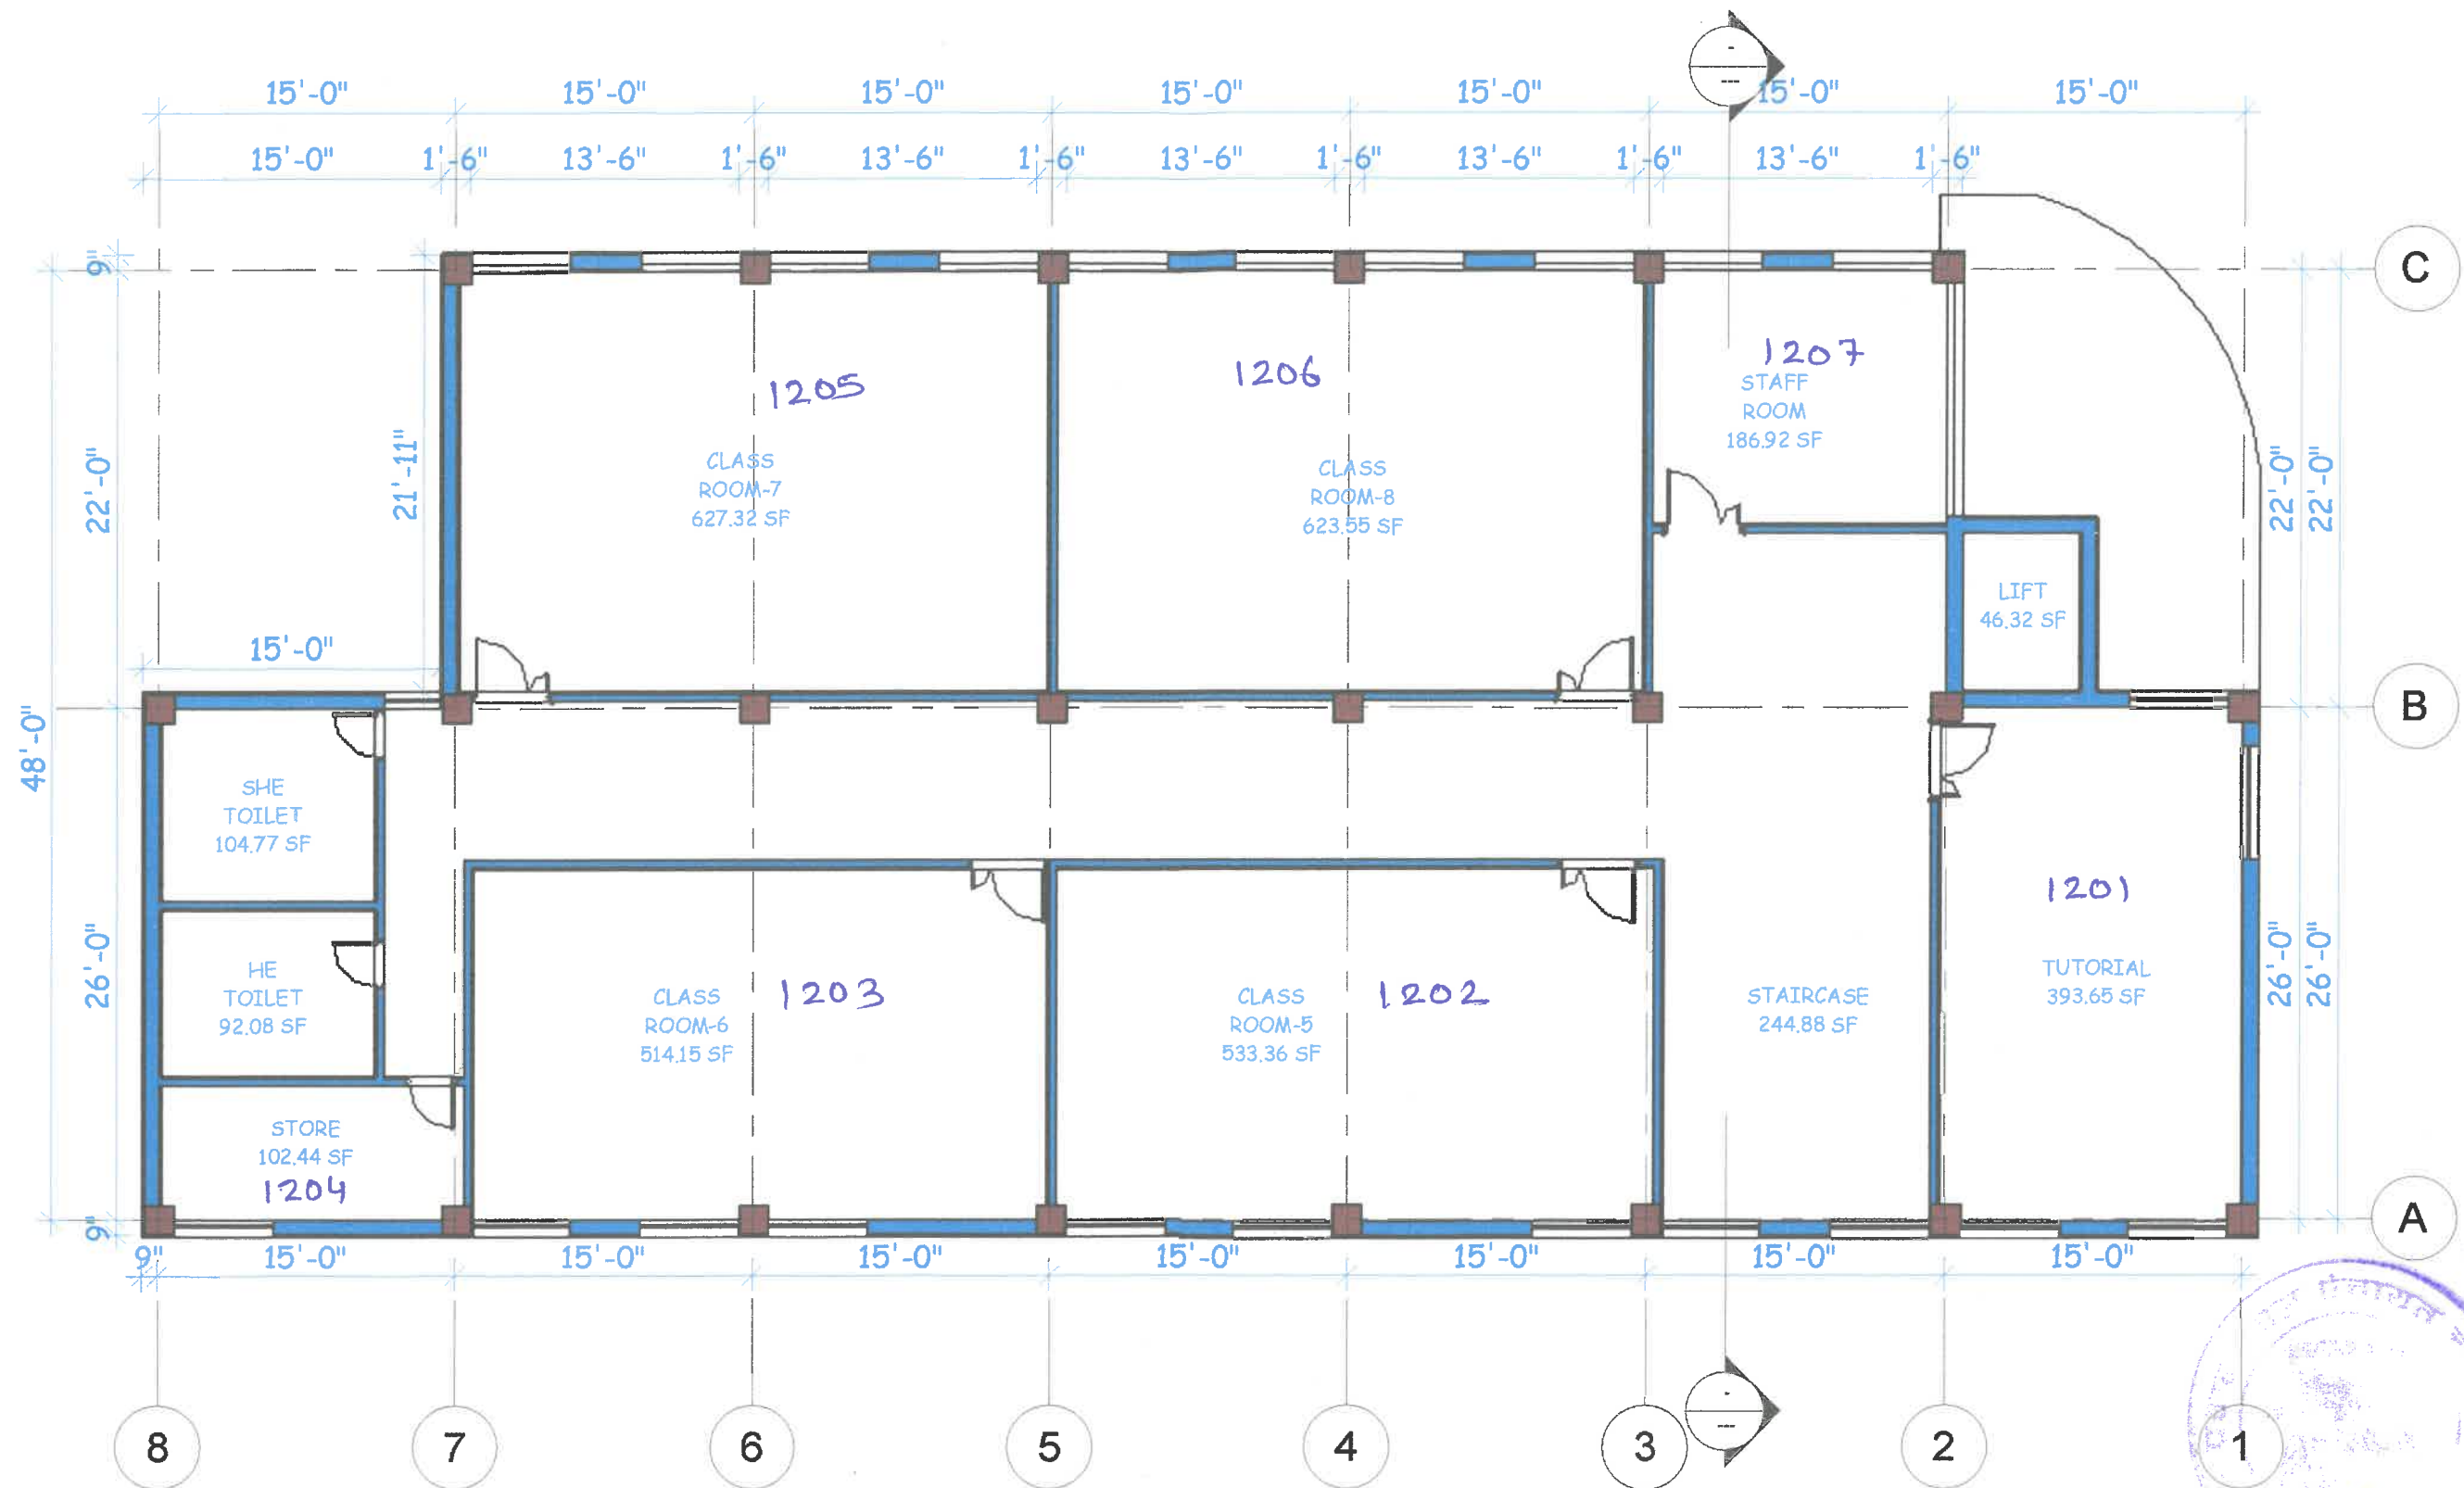 15'-0" 15'-0" 15'-0" 15'-0" 15'-0" 15'-0" 15'-0"
15'-0" 1'-6" 13'-6" 1'-6" 13'-6" 1'-6" 13'-6" 1'-6" 13'-6" 1'-6" 13'-6" 1'-6"
9"
C
22'-0"
21'-11"
1205
CLASS
ROOM-7
627.32 SF
1206
CLASS
ROOM-8
623.55 SF
1207
STAFF
ROOM
186.92 SF
22'-0"
22'-0"
LIFT
46.32 SF
15'-0"
B
48'-0"
SHE
TOILET
104.77 SF
26'-0"
HE
TOILET
92.08 SF
STORE
102.44 SF
1204
CLASS
ROOM-6
514.15 SF
1203
CLASS
ROOM-5
533.36 SF
1202
STAIRCASE
244.88 SF
1201
TUTORIAL
393.65 SF
26'-0"
26'-0"
A
9"
9" 15'-0" 15'-0" 15'-0" 15'-0" 15'-0" 15'-0" 15'-0"
8 7 6 5 4 3 2 1